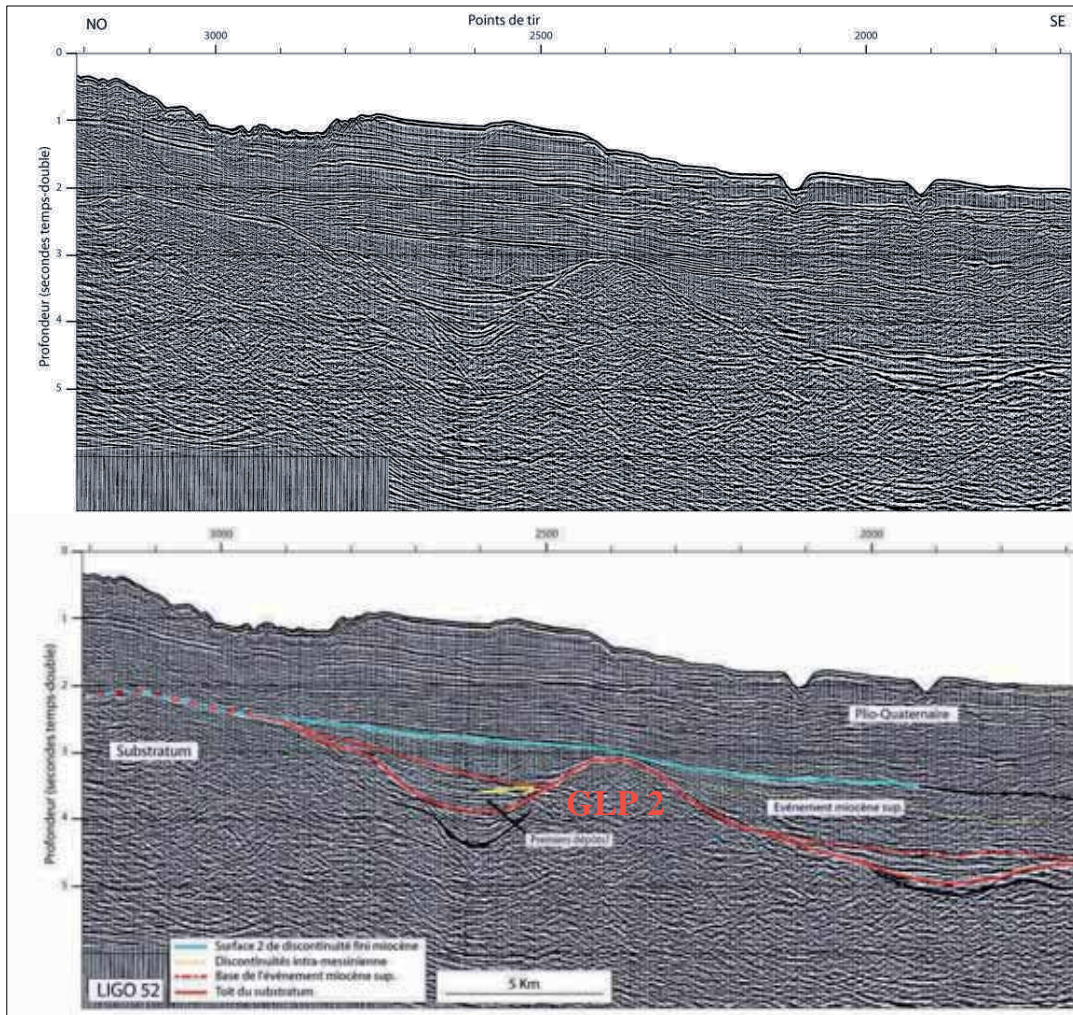 NO Points de tir SE
3000 2500 2000
0
1
2
3
4
5
Profondeur (secondes temps-double)
3000 2500 2000
0
1
2
3
4
5
Profondeur (secondes temps-double)
Plio-Quaternaire
Substratum
GLP 2
Evénement miocène sup.
Premiers dépôts
Surface 2 de discontinuité fini miocène
Discontinuités intra-messinienne
Base de l'événement miocène sup.
Toit du substratum
LIGO 52
5 Km